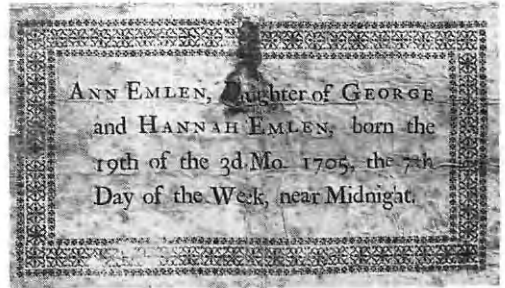 ANN EMLEN, Daughter of GEORGE
and HANNAH EMLEN, born the
19th of the 3d. Mo. 1705, the 7th
Day of the Week, near Midnight.